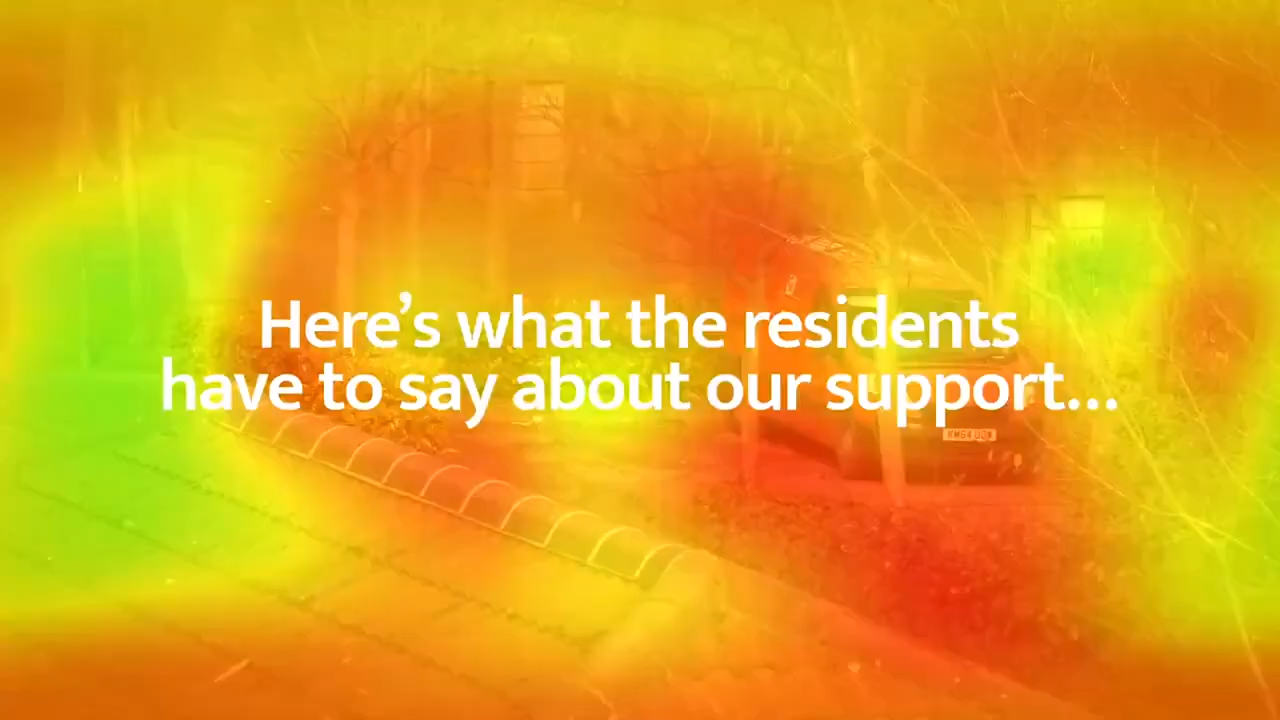 Here’s what the residents
have to say about our support...